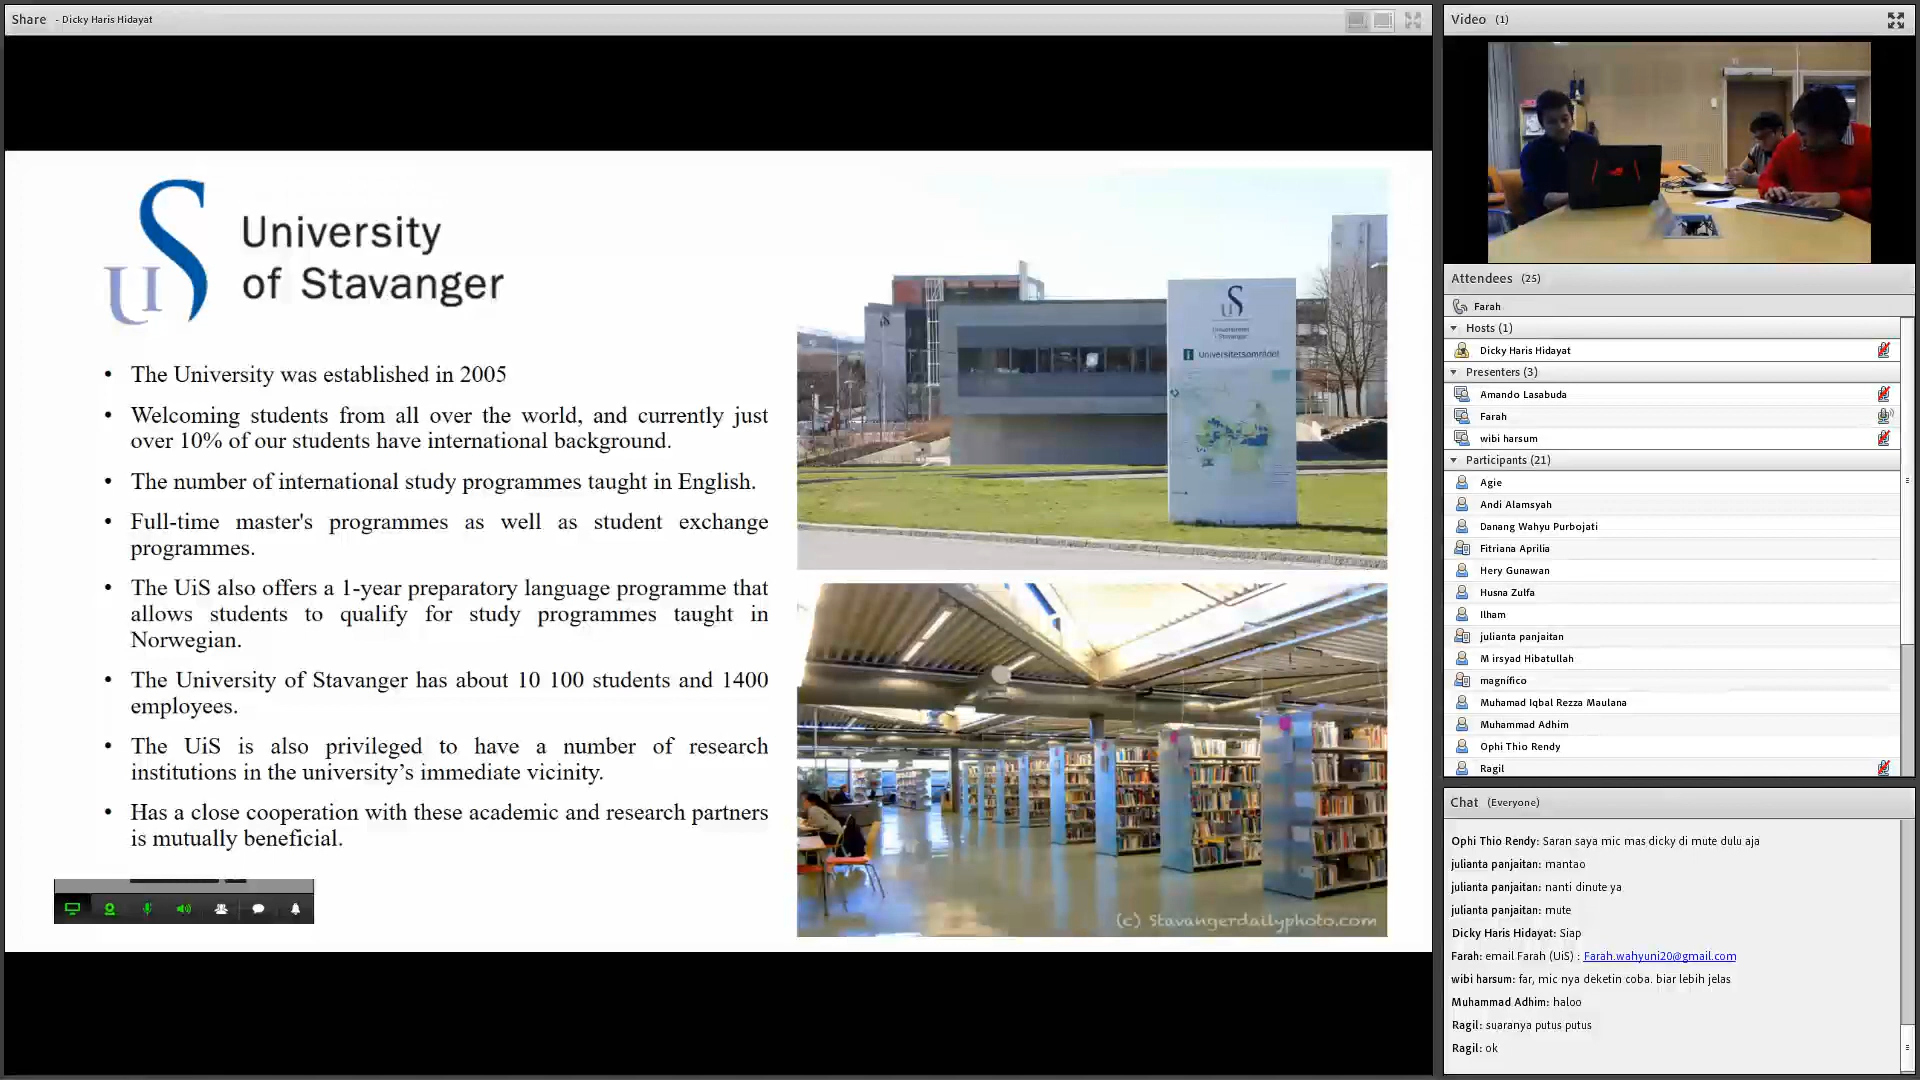 Share - Dicky Haris Hidayat
University
of Stavanger
uS
• The University was established in 2005
• Welcoming students from all over the world, and currently just
over 10% of our students have international background.
• The number of international study programmes taught in English.
• Full-time master's programmes as well as student exchange
programmes.
• The UiS also offers a 1-year preparatory language programme that
allows students to qualify for study programmes taught in
Norwegian.
• The University of Stavanger has about 10 100 students and 1400
employees.
• The UiS is also privileged to have a number of research
institutions in the university’s immediate vicinity.
• Has a close cooperation with these academic and research partners
is mutually beneficial.
uS
Universitetet
i Stavanger
i universitetsområdet
(c) Stavangerdailyphoto.com
Video (1)
Attendees (25)
Farah
Hosts (1)
Dicky Haris Hidayat
Presenters (3)
Amando Lasabuda
Farah
wibi harsum
Participants (21)
Agie
Andi Alamsyah
Danang Wahyu Purbojati
Fitriana Aprilia
Hery Gunawan
Husna Zulfa
Ilham
julianta panjaitan
M irsyad Hibatullah
magnífico
Muhamad Iqbal Rezza Maulana
Muhammad Adhim
Ophi Thio Rendy
Ragil
Chat (Everyone)
Ophi Thio Rendy: Saran saya mic mas dicky di mute dulu aja
julianta panjaitan: mantao
julianta panjaitan: nanti dinute ya
julianta panjaitan: mute
Dicky Haris Hidayat: Siap
Farah: email Farah (UiS) : Farah.wahyuni20@gmail.com
wibi harsum: far, mic nya deketin coba. biar lebih jelas
Muhammad Adhim: haloo
Ragil: suaranya putus putus
Ragil: ok